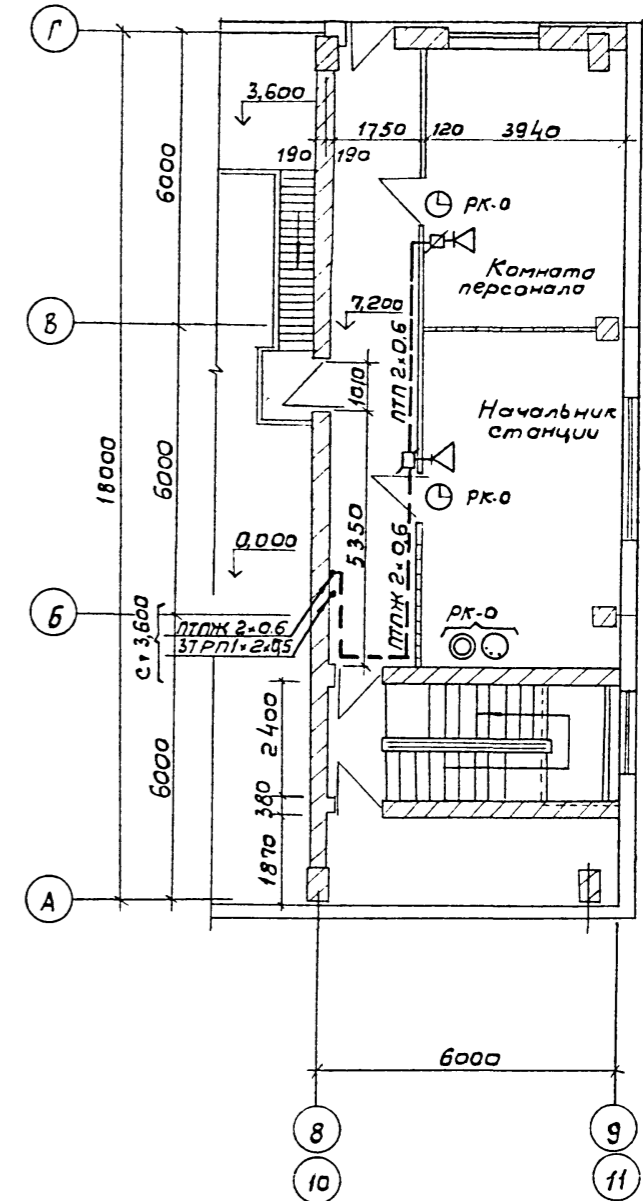 Г
3,600
1750 120 3940
190 190
6000
РК-0
Комната
персонала
В
7,200
ПТП 2×0.6
1010
Начальник
станции
18000
6000
РК-0
0,000
5350
ПТПЖ 2×0.6
Б
с т 3,600
ПТПЖ 2×0.6
3ТРП1×2×0,5
РК-0
2400
6000
380
1870
А
6000
8
9
10
11